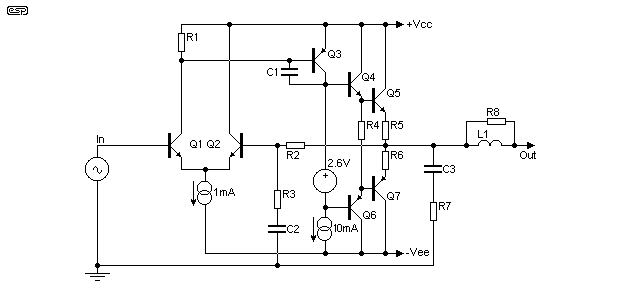 esp
+Vcc
R1
Q3
C1
Q4
Q5
R8
L1
In
Q1 Q2
R4
R5
R2
Out
R6
2.6V
C3
1mA
R3
Q7
R7
Q6
C2
10mA
-Vee